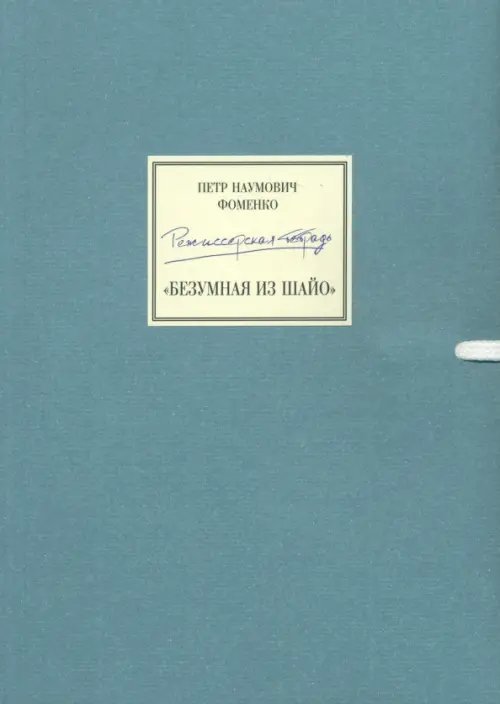 ПЕТР НАУМОВИЧ
ФОМЕНКО
Режиссерская тетрадь
«БЕЗУМНАЯ ИЗ ШАЙО»